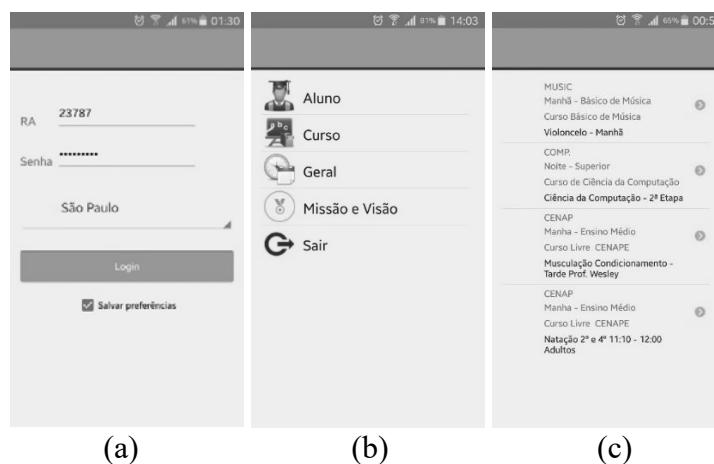 61% 01:30
RA
23787
Senha
•••••••••
São Paulo
Login
Salvar preferências
(a)
81% 14:03
Aluno
Curso
Geral
Missão e Visão
Sair
(b)
65% 00:5
MUSIC
Manhã - Básico de Música
Curso Básico de Música
Violoncelo - Manhã
COMP.
Noite - Superior
Curso de Ciência da Computação
Ciência da Computação - 2ª Etapa
CENAP
Manha - Ensino Médio
Curso Livre CENAPE
Musculação Condicionamento -
Tarde Prof. Wesley
CENAP
Manha - Ensino Médio
Curso Livre CENAPE
Natação 2ª e 4ª 11:10 - 12:00
Adultos
(c)